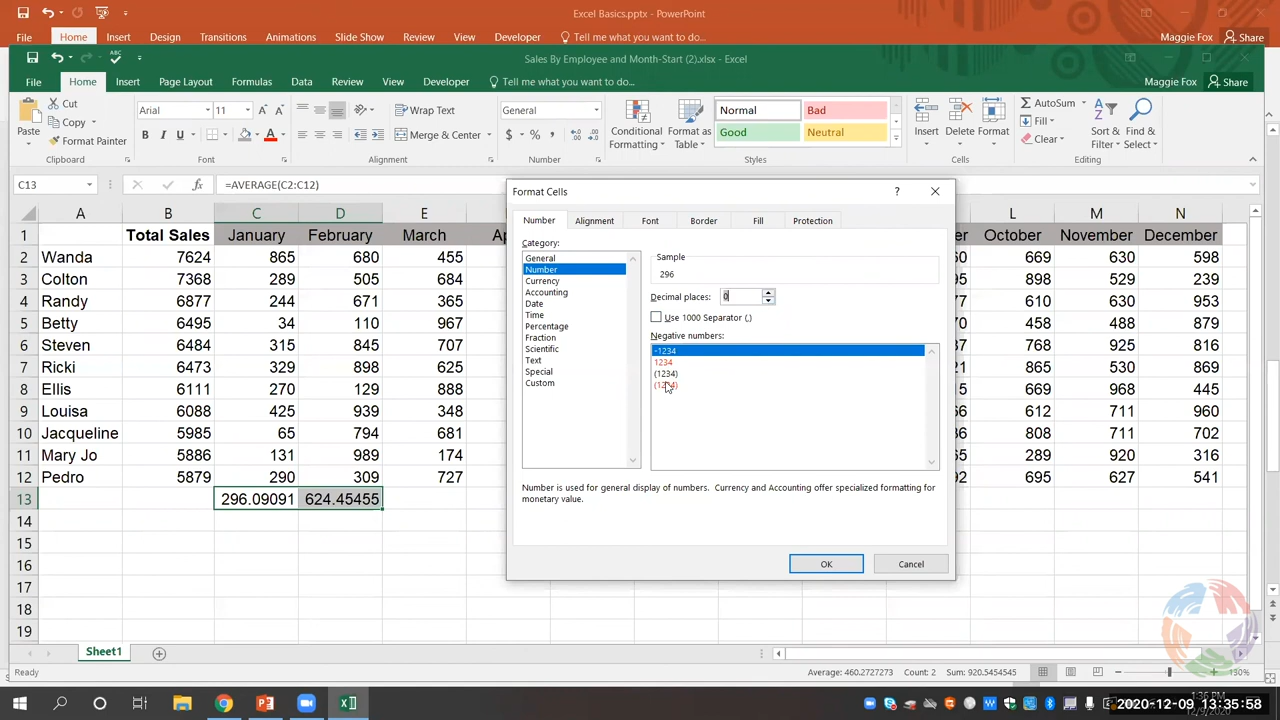 Excel Basics.pptx - PowerPoint
File Home Insert Design Transitions Animations Slide Show Review View Developer Tell me what you want to do... Maggie Fox Share
Sales By Employee and Month-Start (2).xlsx - Excel
File Home Insert Page Layout Formulas Data Review View Developer Tell me what you want to do... Maggie Fox Share
Paste Cut Copy Format Painter Clipboard
Arial 11 B I U A Font
Wrap Text Merge & Center Alignment
General $ % , Number
Conditional Formatting Format as Table Normal Bad Good Neutral Styles
Insert Delete Format Cells
AutoSum Fill Clear Sort & Filter Find & Select Editing
C13 fx =AVERAGE(C2:C12)
A B C D E L M N
1 Total Sales January February March October November December
2 Wanda 7624 865 680 455 669 630 598
3 Colton 7368 289 505 684 898 529 239
4 Randy 6877 244 671 365 630 630 953
5 Betty 6495 34 110 967 458 488 879
6 Steven 6484 315 845 707 768 925 816
7 Ricki 6473 329 898 625 865 530 869
8 Ellis 6111 270 129 888 669 968 445
9 Louisa 6088 425 939 348 612 711 960
10 Jacqueline 5985 65 794 681 808 711 702
11 Mary Jo 5886 131 989 174 289 920 316
12 Pedro 5879 290 309 727 695 627 541
13 296.09091 624.45455
14
15
16
17
18
19
Format Cells
Number Alignment Font Border Fill Protection
Category:
General
Number
Currency
Accounting
Date
Time
Percentage
Fraction
Scientific
Text
Special
Custom
Sample
296
Decimal places: 0
Use 1000 Separator (,)
Negative numbers:
-1234
1234
(1234)
(1234)
Number is used for general display of numbers. Currency and Accounting offer specialized formatting for
monetary value.
OK Cancel
Sheet1
Ready Average: 460.2727273 Count: 2 Sum: 920.5454545 130%
1:36 PM
2020-12-09 13:35:58
12/9/2020